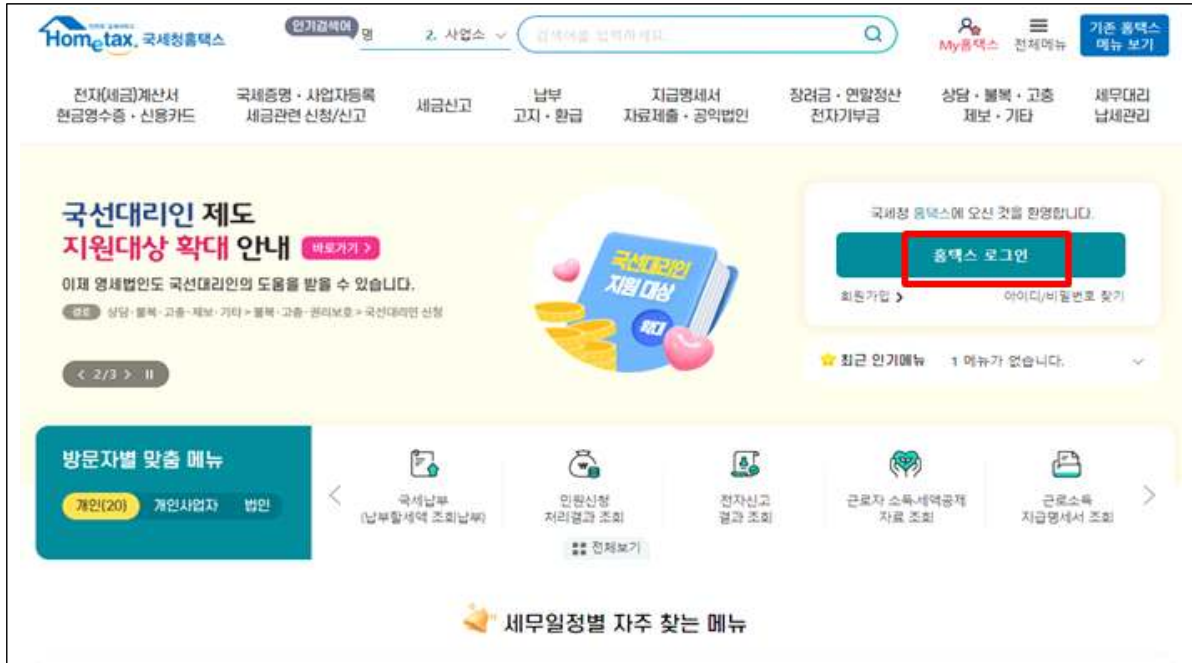 Hometax. 국세청홈택스
인기검색어
명
2. 사업소
검색어를 입력하세요
My홈택스
전체메뉴
기존 홈택스
메뉴 보기
전자(세금)계산서
현금영수증・신용카드
국세증명・사업자등록
세금관련 신청/신고
세금신고
납부
고지・환급
지급명세서
자료제출・공익법인
장려금・연말정산
전자기부금
상담・불복・고충
제보・기타
세무대리
납세관리
국선대리인 제도
지원대상 확대 안내 바로가기 >
이제 영세법인도 국선대리인의 도움을 받을 수 있습니다.
경로 상담·불복·고충·제보·기타 > 불복·고충·권리보호 > 국선대리인 신청
< 2/3 > II
국선대리인
지원 대상
확대
국세청 홈택스에 오신 것을 환영합니다.
홈택스 로그인
회원가입 >
아이디/비밀번호 찾기
최근 인기메뉴
1 메뉴가 없습니다.
방문자별 맞춤 메뉴
개인(20) 개인사업자 법인
국세납부
(납부할세액 조회납부)
민원신청
처리결과 조회
전자신고
결과 조회
근로자 소득·세액공제
자료 조회
근로소득
지급명세서 조회
전체보기
세무일정별 자주 찾는 메뉴